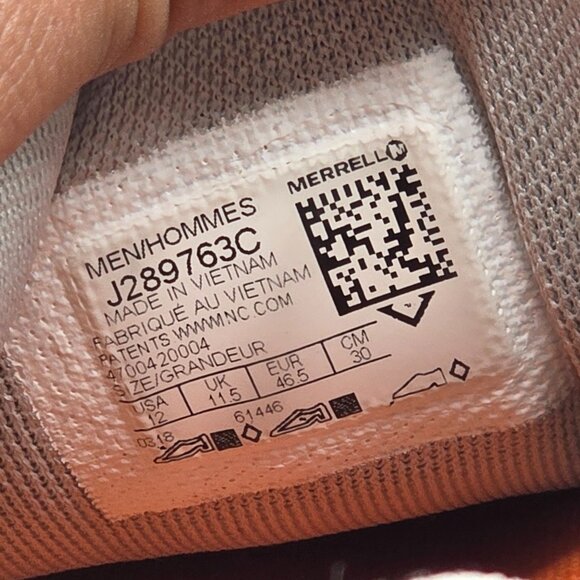 MERRELL M
MEN/HOMMES
J289763C
MADE IN VIETNAM
FABRIQUÉ AU VIETNAM
PATENTS WWW.WNC.COM
4700420004
SIZE/GRANDEUR
USA UK EUR CM
12 11.5 46.5 30
0318 61446